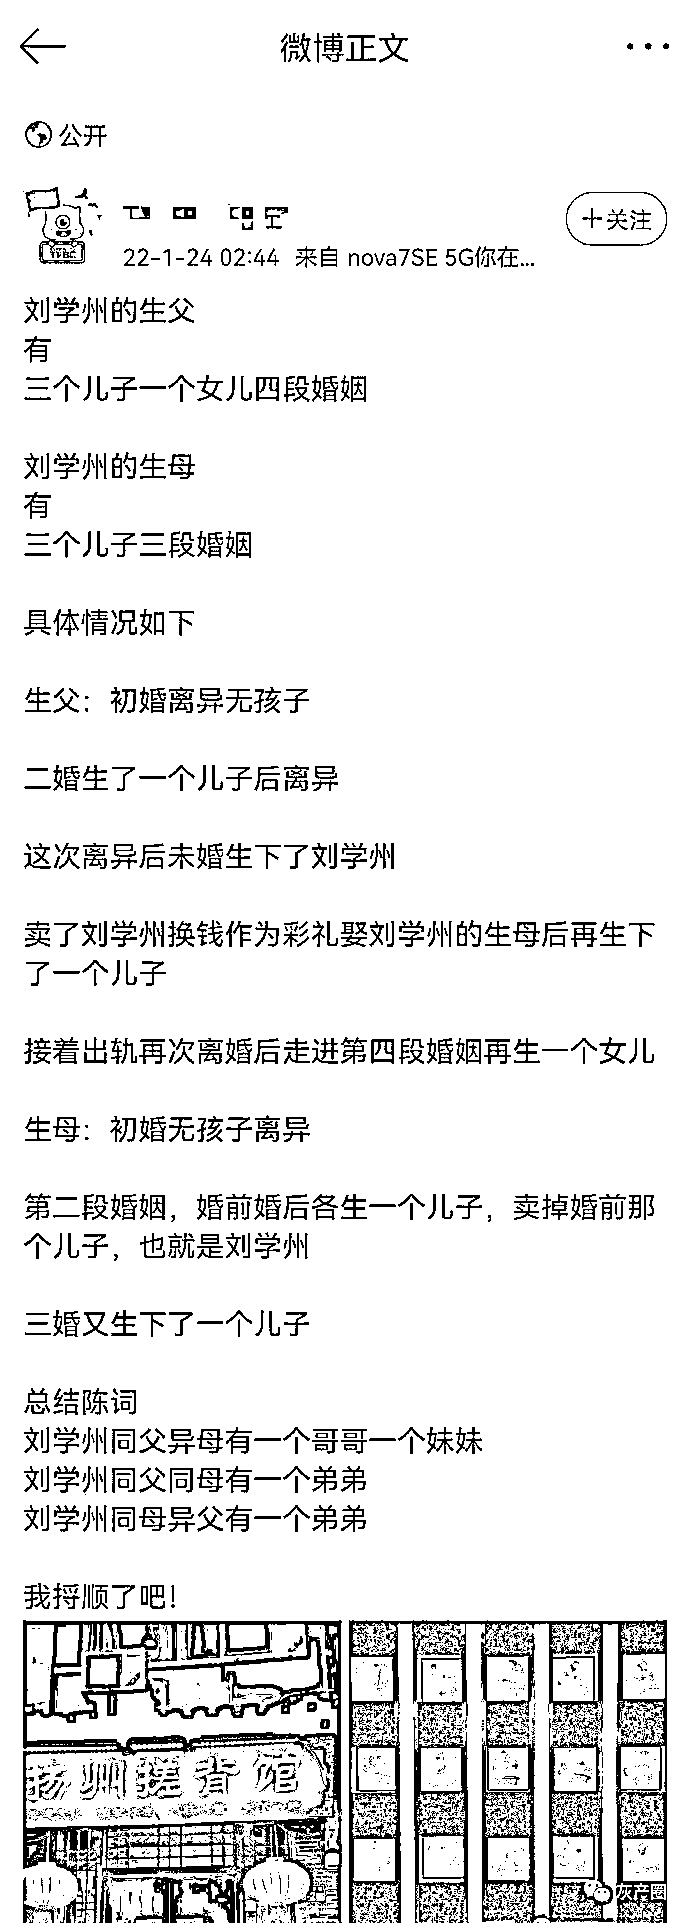 微博正文
公开
+关注
22-1-24 02:44 来自 nova7SE 5G你在...
刘学州的生父
有
三个儿子一个女儿四段婚姻
刘学州的生母
有
三个儿子三段婚姻
具体情况如下
生父：初婚离异无孩子
二婚生了一个儿子后离异
这次离异后未婚生下了刘学州
卖了刘学州换钱作为彩礼娶刘学州的生母后再生下
了一个儿子
接着出轨再次离婚后走进第四段婚姻再生一个女儿
生母：初婚无孩子离异
第二段婚姻，婚前婚后各生一个儿子，卖掉婚前那
个儿子，也就是刘学州
三婚又生下了一个儿子
总结陈词
刘学州同父异母有一个哥哥一个妹妹
刘学州同父同母有一个弟弟
刘学州同母异父有一个弟弟
我捋顺了吧！
扬州搓背馆